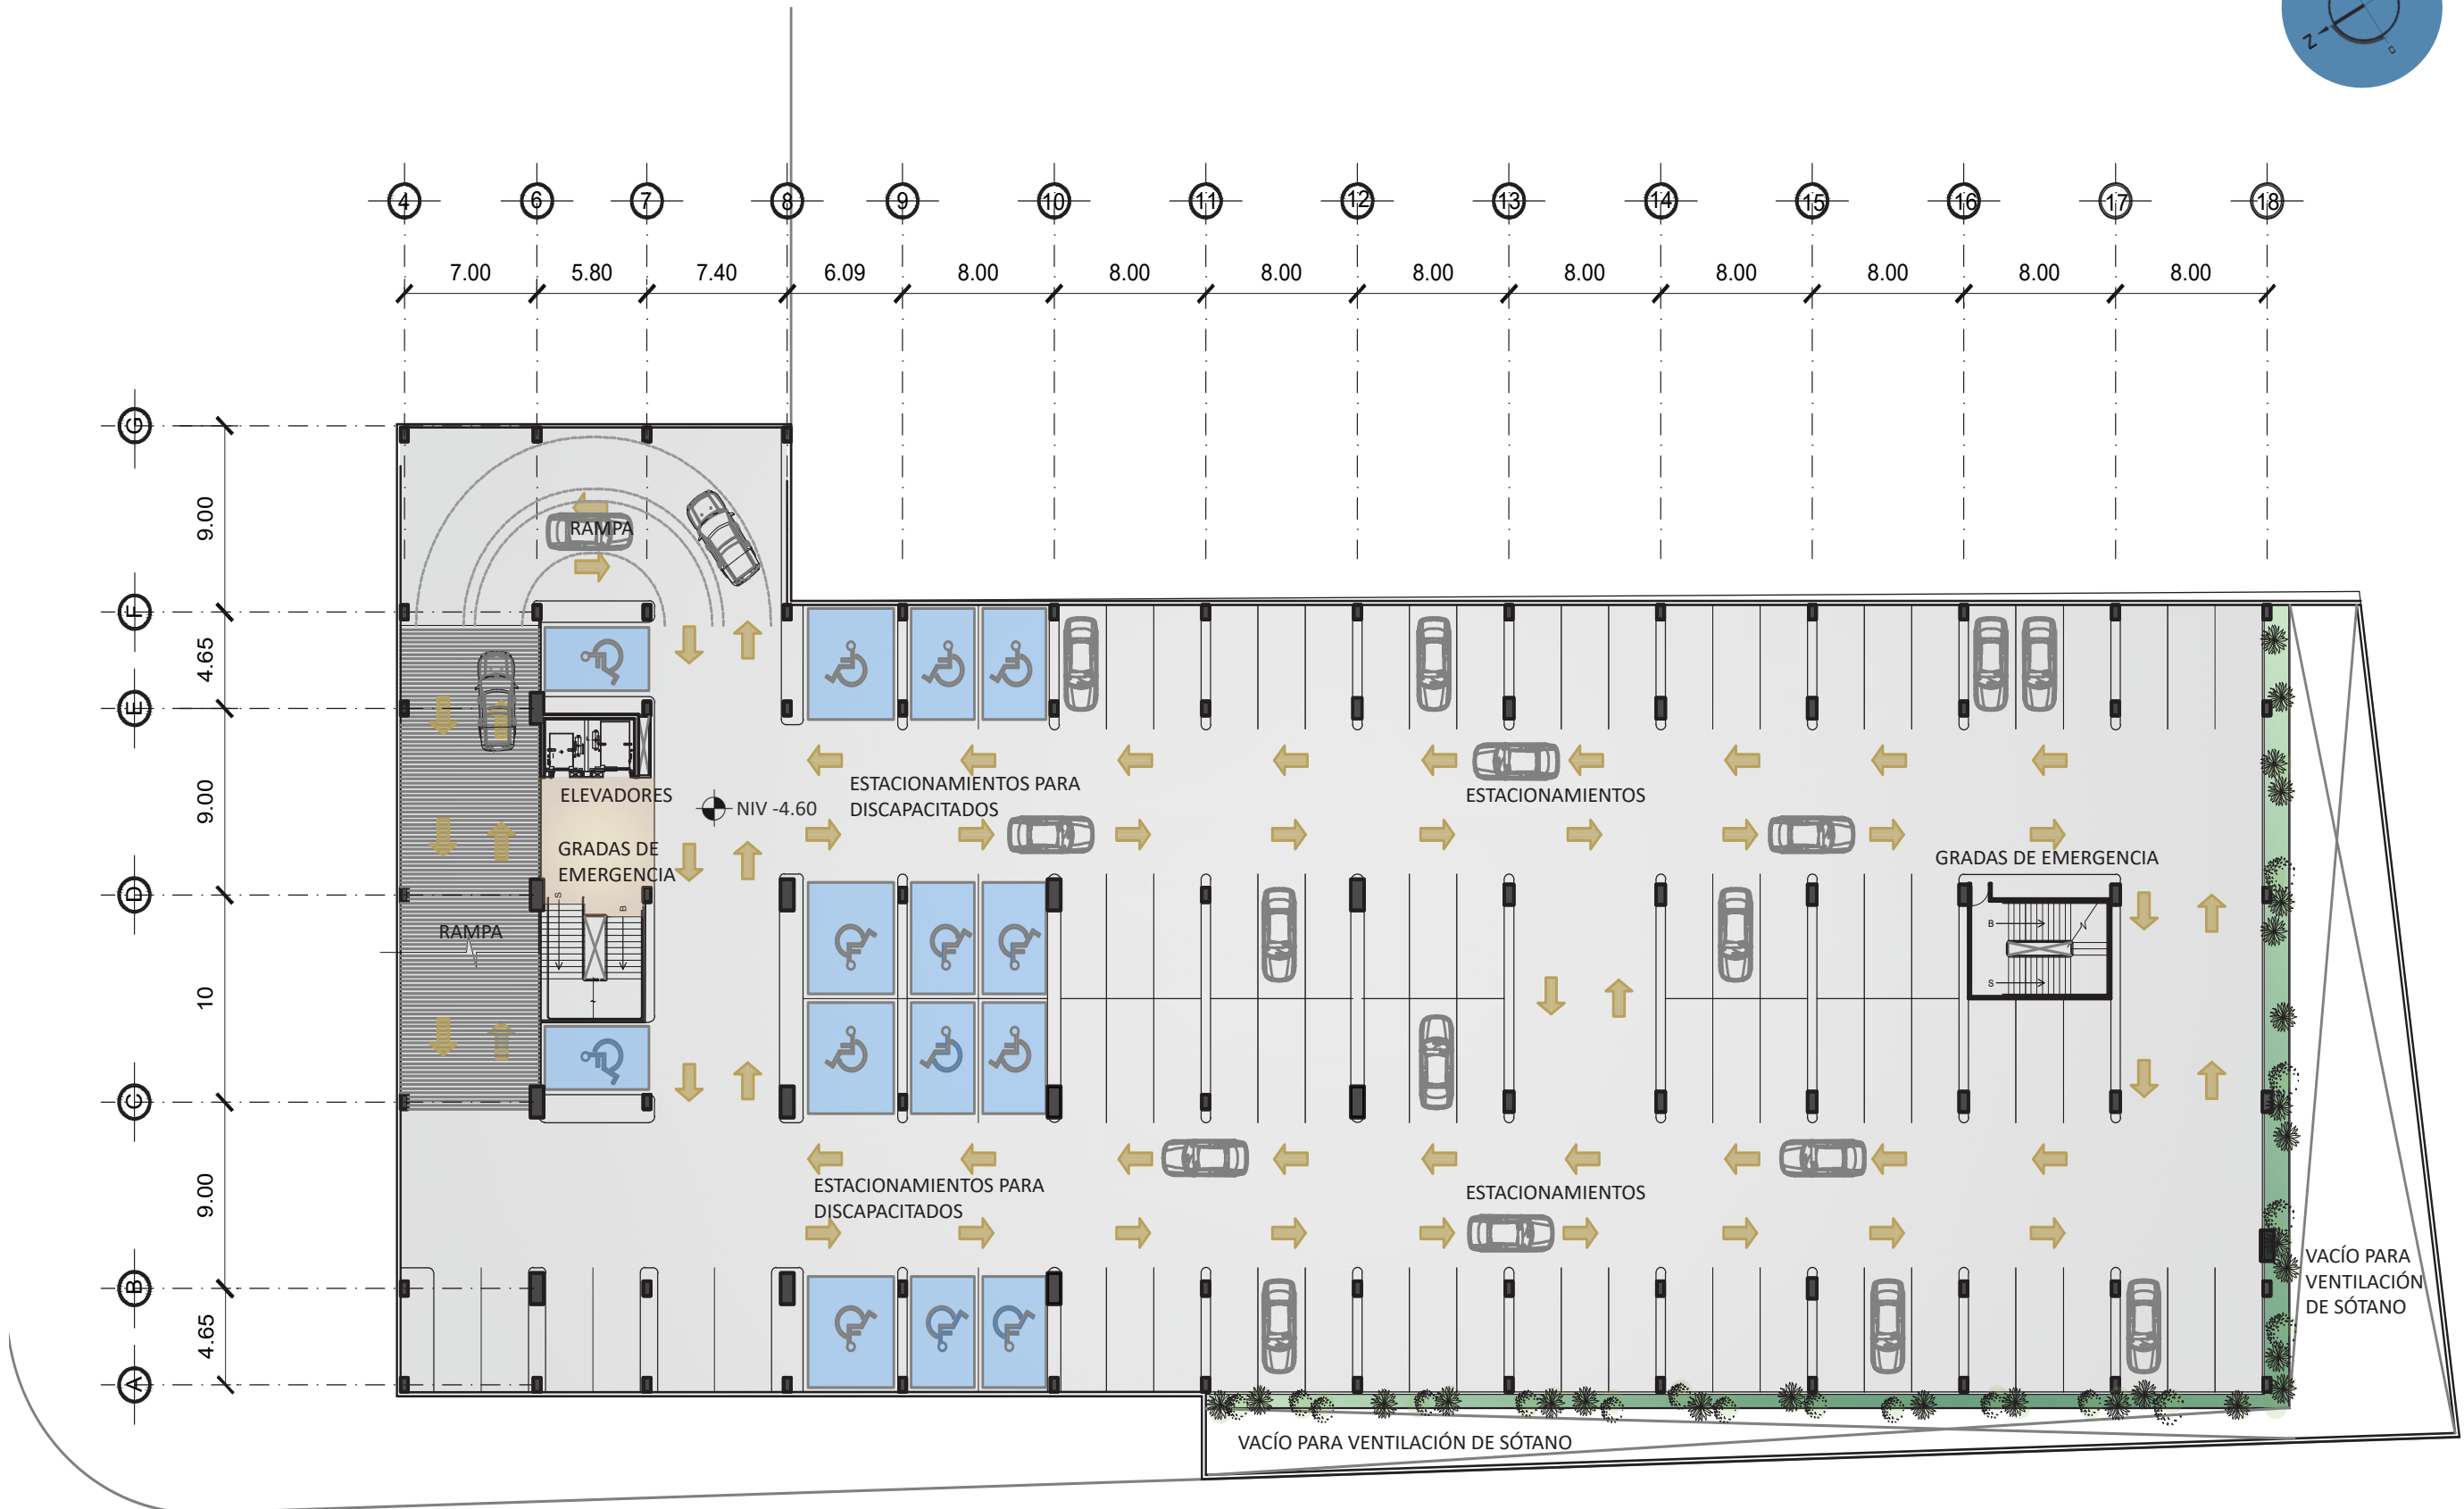 N
O
4
6
7
8
9
10
11
12
13
14
15
16
17
18
7.00
5.80
7.40
6.09
8.00
8.00
8.00
8.00
8.00
8.00
8.00
8.00
8.00
G
9.00
RAMPA
F
4.65
E
9.00
ELEVADORES
NIV -4.60
ESTACIONAMIENTOS PARA
DISCAPACITADOS
ESTACIONAMIENTOS
GRADAS DE
EMERGENCIA
GRADAS DE EMERGENCIA
D
S
B
B
N
S
RAMPA
10
C
9.00
ESTACIONAMIENTOS PARA
DISCAPACITADOS
ESTACIONAMIENTOS
B
4.65
A
VACÍO PARA
VENTILACIÓN
DE SÓTANO
VACÍO PARA VENTILACIÓN DE SÓTANO